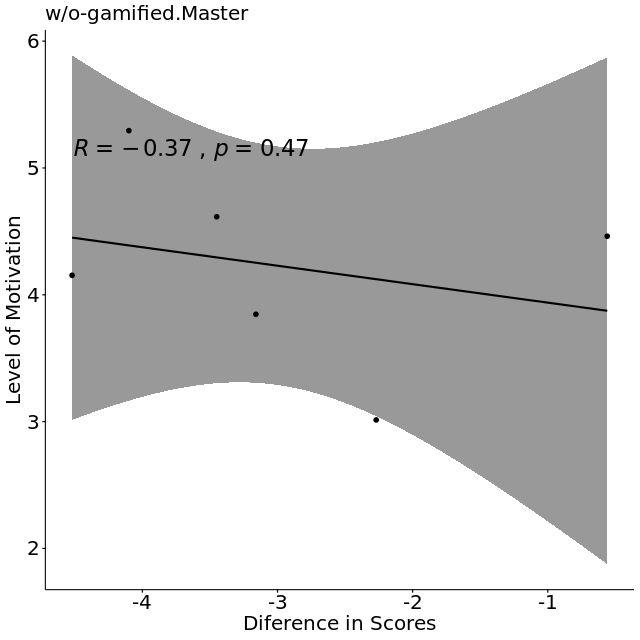 w/o-gamified.Master
6
R = −0.37 , p = 0.47
5
Level of Motivation
4
3
2
-4 -3 -2 -1
Diference in Scores